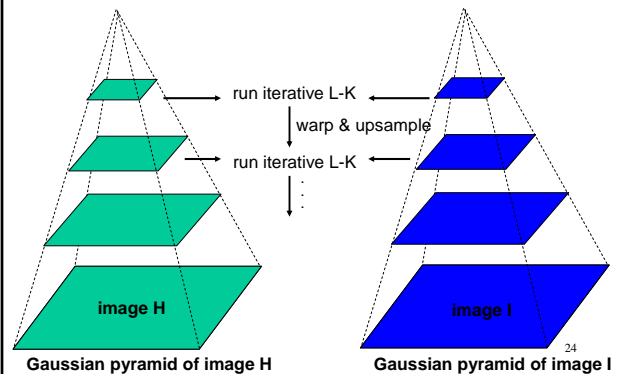 run iterative L-K
warp & upsample
run iterative L-K
.
.
.
image H
image I
24
Gaussian pyramid of image H
Gaussian pyramid of image I